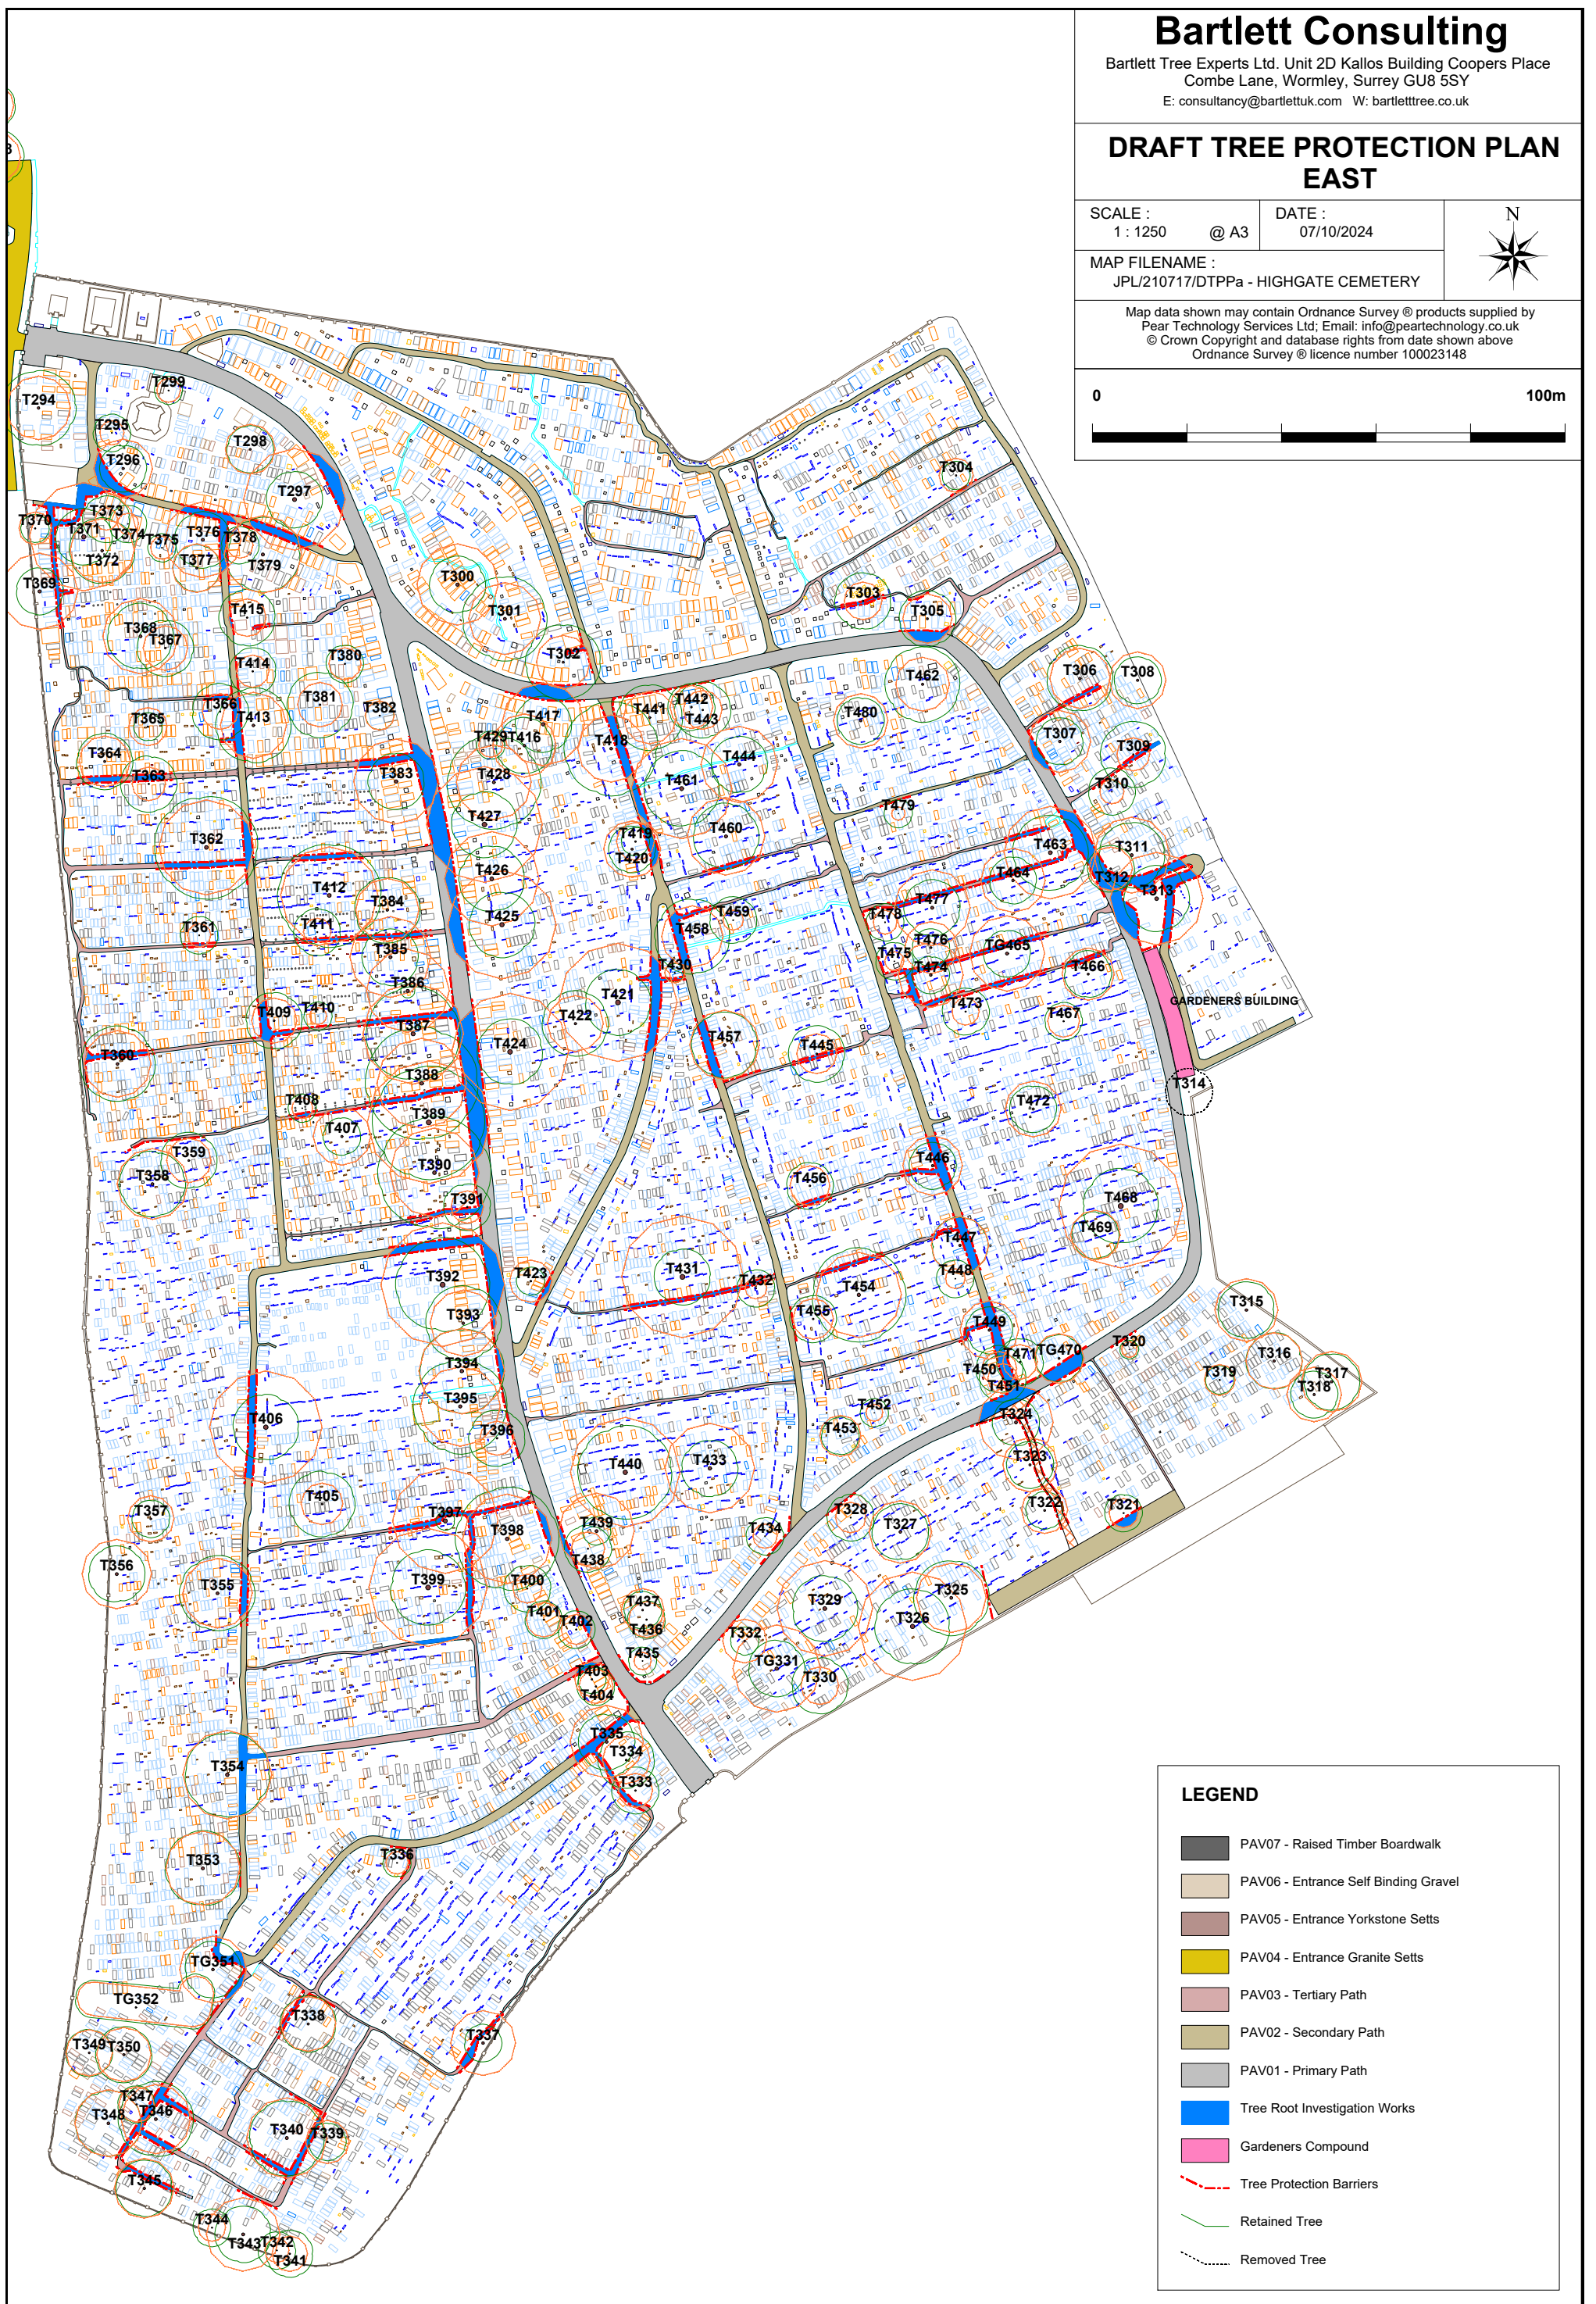 Bartlett Consulting
Bartlett Tree Experts Ltd. Unit 2D Kallos Building Coopers Place
Combe Lane, Wormley, Surrey GU8 5SY
E: consultancy@bartlettuk.com W: bartletttree.co.uk
DRAFT TREE PROTECTION PLAN
EAST
SCALE :
1 : 1250 @ A3
DATE :
07/10/2024
N
MAP FILENAME :
JPL/210717/DTPPa - HIGHGATE CEMETERY
Map data shown may contain Ordnance Survey ® products supplied by
Pear Technology Services Ltd; Email: info@peartechnology.co.uk
© Crown Copyright and database rights from date shown above
Ordnance Survey ® licence number 100023148
0 100m
T299
T294
T295
T298
T296
T297
T304
T370
T373
T371
T374
T375
T376
T378
T372
T377
T379
T369
T300
T301
T303
T305
T415
T368
T367
T302
T414
T380
T306
T308
T462
T381
T366
T413
T382
T365
T417
T441
T442
T443
T480
T307
T309
T429
T416
T418
T364
T363
T383
T428
T444
T461
T310
T427
T479
T362
T419
T420
T460
T463
T311
T426
T464
T312
T313
T412
T384
T411
T425
T361
T459
T458
T477
T478
T476
TG465
T385
T475
T474
T466
T430
T386
T421
GARDENERS BUILDING
T409
T410
T387
T422
T473
T467
T424
T457
T445
T360
T388
T314
T408
T389
T472
T407
T359
T358
T390
T446
T456
T391
T468
T469
T447
T431
T423
T432
T448
T392
T454
T455
T393
T449
T315
T320
T394
T471
TG470
T450
T451
T316
T319
T317
T318
T395
T406
T396
T452
T453
T324
T440
T433
T323
T405
T357
T397
T398
T439
T438
T434
T328
T327
T322
T321
T356
T355
T399
T400
T401
T402
T437
T436
T435
T329
T325
T326
T332
TG331
T330
T403
T404
T335
T334
T333
T354
T353
T336
TG351
TG352
T338
T337
T349
T350
T347
T346
T348
T340
T339
T345
T344
T343
T342
T341
LEGEND
PAV07 - Raised Timber Boardwalk
PAV06 - Entrance Self Binding Gravel
PAV05 - Entrance Yorkstone Setts
PAV04 - Entrance Granite Setts
PAV03 - Tertiary Path
PAV02 - Secondary Path
PAV01 - Primary Path
Tree Root Investigation Works
Gardeners Compound
Tree Protection Barriers
Retained Tree
Removed Tree